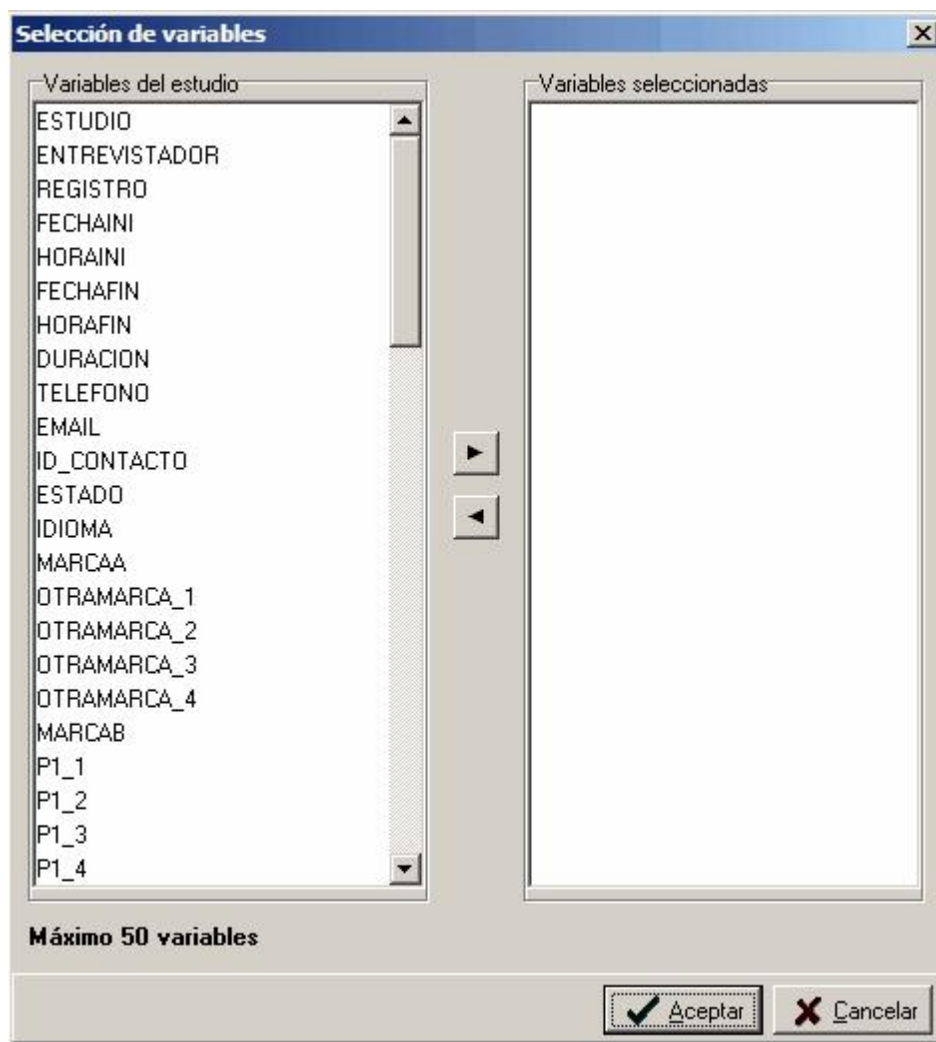 Selección de variables
Variables del estudio
ESTUDIO
ENTREVISTADOR
REGISTRO
FECHAINI
HORAINI
FECHAFIN
HORAFIN
DURACION
TELEFONO
EMAIL
ID_CONTACTO
ESTADO
IDIOMA
MARCAA
OTRAMARCA_1
OTRAMARCA_2
OTRAMARCA_3
OTRAMARCA_4
MARCAB
P1_1
P1_2
P1_3
P1_4
Variables seleccionadas
Máximo 50 variables
Aceptar
Cancelar